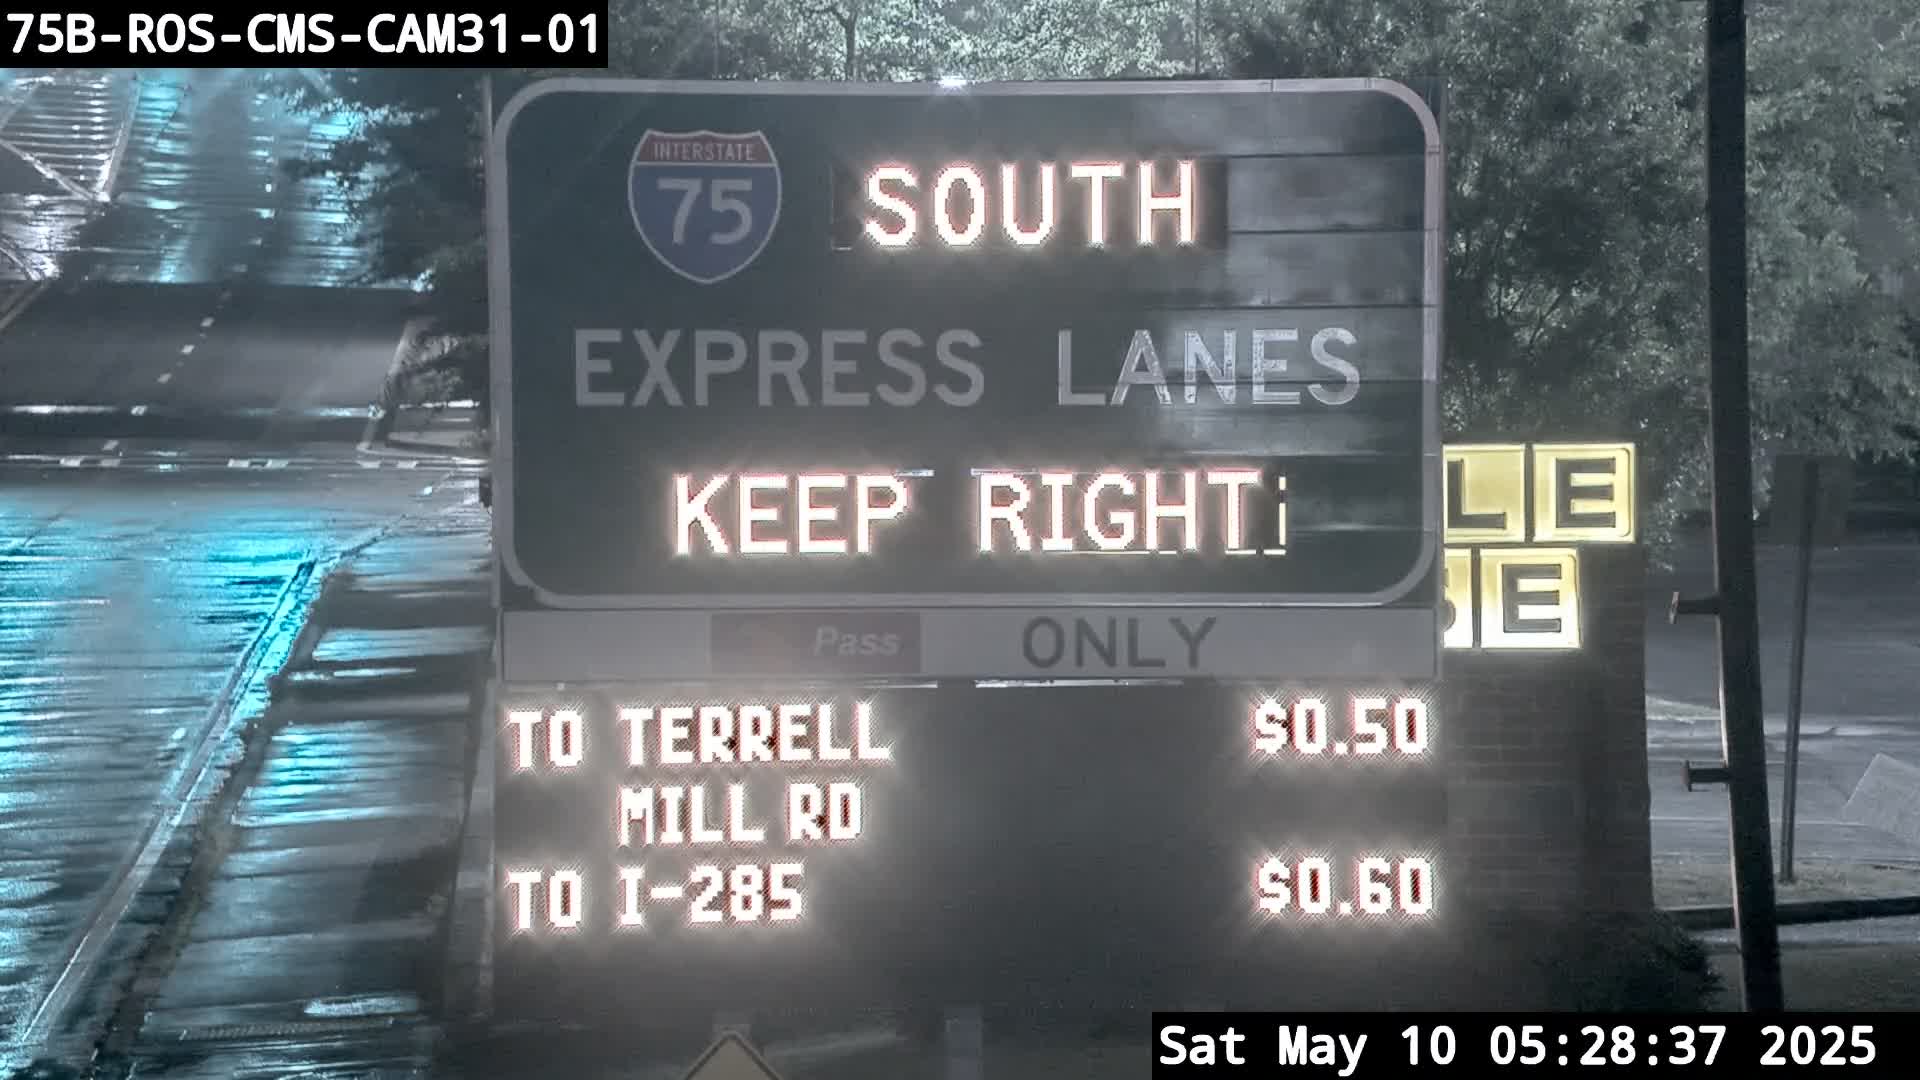 75B-ROS-CMS-CAM31-01
INTERSTATE
75
SOUTH
EXPRESS LANES
KEEP RIGHT
Pass ONLY
TO TERRELL $0.50
MILL RD
TO I-285 $0.60
LE
E
Sat May 10 05:28:37 2025